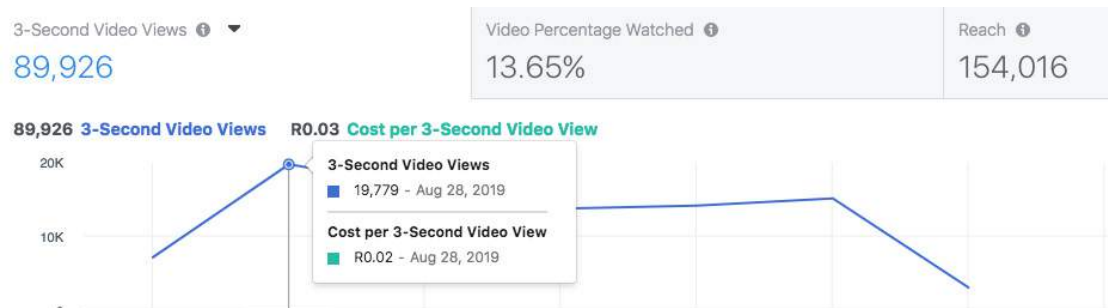 3-Second Video Views
89,926
Video Percentage Watched
13.65%
Reach
154,016
89,926 3-Second Video Views R0.03 Cost per 3-Second Video View
20K
10K
3-Second Video Views
19,779 - Aug 28, 2019
Cost per 3-Second Video View
R0.02 - Aug 28, 2019